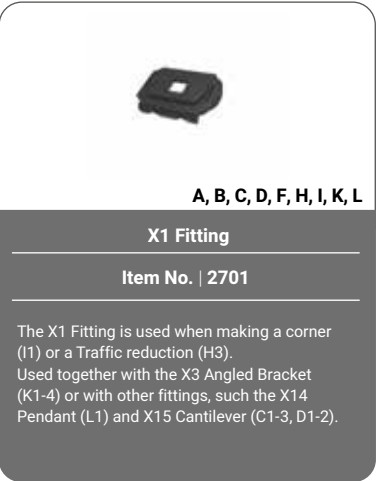 A, B, C, D, F, H, I, K, L
X1 Fitting
Item No. | 2701
The X1 Fitting is used when making a corner
(I1) or a Traffic reduction (H3).
Used together with the X3 Angled Bracket
(K1-4) or with other fittings, such the X14
Pendant (L1) and X15 Cantilever (C1-3, D1-2).